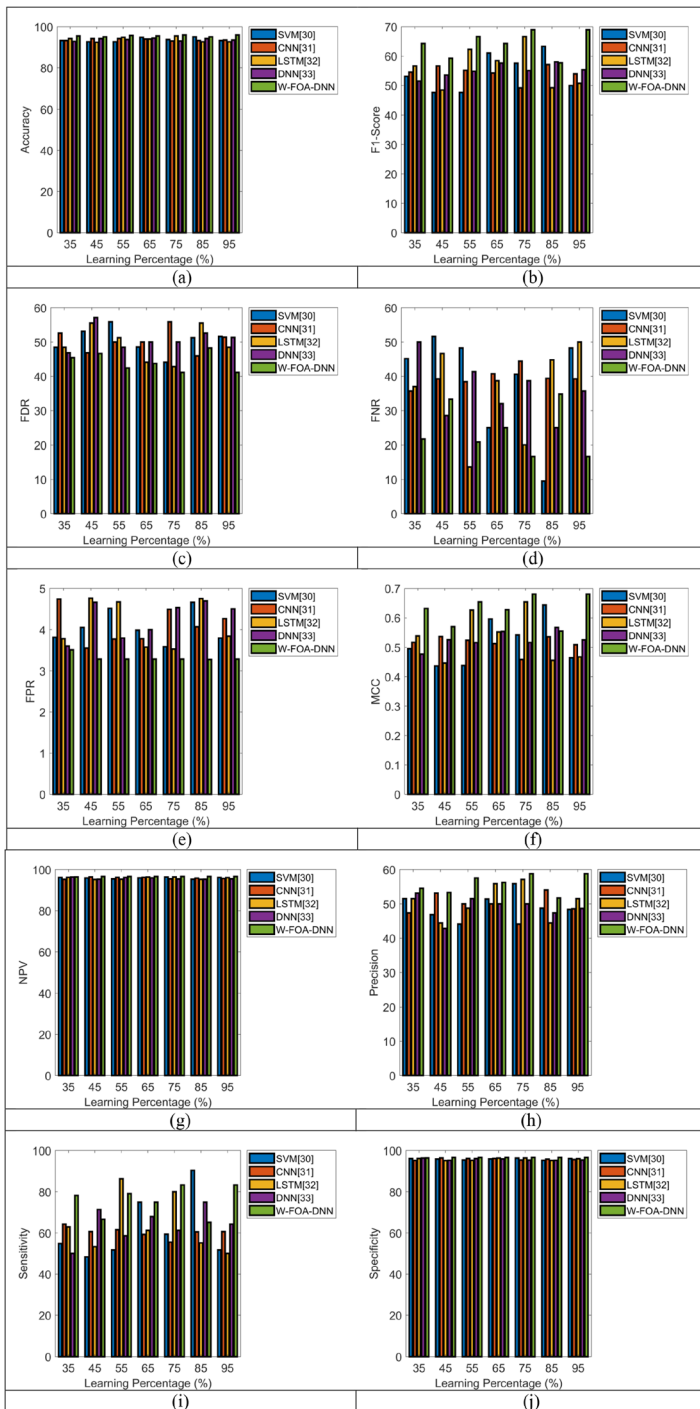 100
80
60
40
20
0
Accuracy
35 45 55 65 75 85 95
Learning Percentage (%)
SVM[30]
CNN[31]
LSTM[32]
DNN[33]
W-FOA-DNN
(a)
70
60
50
40
30
20
10
0
F1-Score
35 45 55 65 75 85 95
Learning Percentage (%)
SVM[30]
CNN[31]
LSTM[32]
DNN[33]
W-FOA-DNN
(b)
60
50
40
30
20
10
0
FDR
35 45 55 65 75 85 95
Learning Percentage (%)
SVM[30]
CNN[31]
LSTM[32]
DNN[33]
W-FOA-DNN
(c)
60
50
40
30
20
10
0
FNR
35 45 55 65 75 85 95
Learning Percentage (%)
SVM[30]
CNN[31]
LSTM[32]
DNN[33]
W-FOA-DNN
(d)
5
4
3
2
1
0
FPR
35 45 55 65 75 85 95
Learning Percentage (%)
SVM[30]
CNN[31]
LSTM[32]
DNN[33]
W-FOA-DNN
(e)
0.7
0.6
0.5
0.4
0.3
0.2
0.1
0
MCC
35 45 55 65 75 85 95
Learning Percentage (%)
SVM[30]
CNN[31]
LSTM[32]
DNN[33]
W-FOA-DNN
(f)
100
80
60
40
20
0
NPV
35 45 55 65 75 85 95
Learning Percentage (%)
SVM[30]
CNN[31]
LSTM[32]
DNN[33]
W-FOA-DNN
(g)
60
50
40
30
20
10
0
Precision
35 45 55 65 75 85 95
Learning Percentage (%)
SVM[30]
CNN[31]
LSTM[32]
DNN[33]
W-FOA-DNN
(h)
100
80
60
40
20
0
Sensitivity
35 45 55 65 75 85 95
Learning Percentage (%)
SVM[30]
CNN[31]
LSTM[32]
DNN[33]
W-FOA-DNN
(i)
100
80
60
40
20
0
Specificity
35 45 55 65 75 85 95
Learning Percentage (%)
SVM[30]
CNN[31]
LSTM[32]
DNN[33]
W-FOA-DNN
(j)